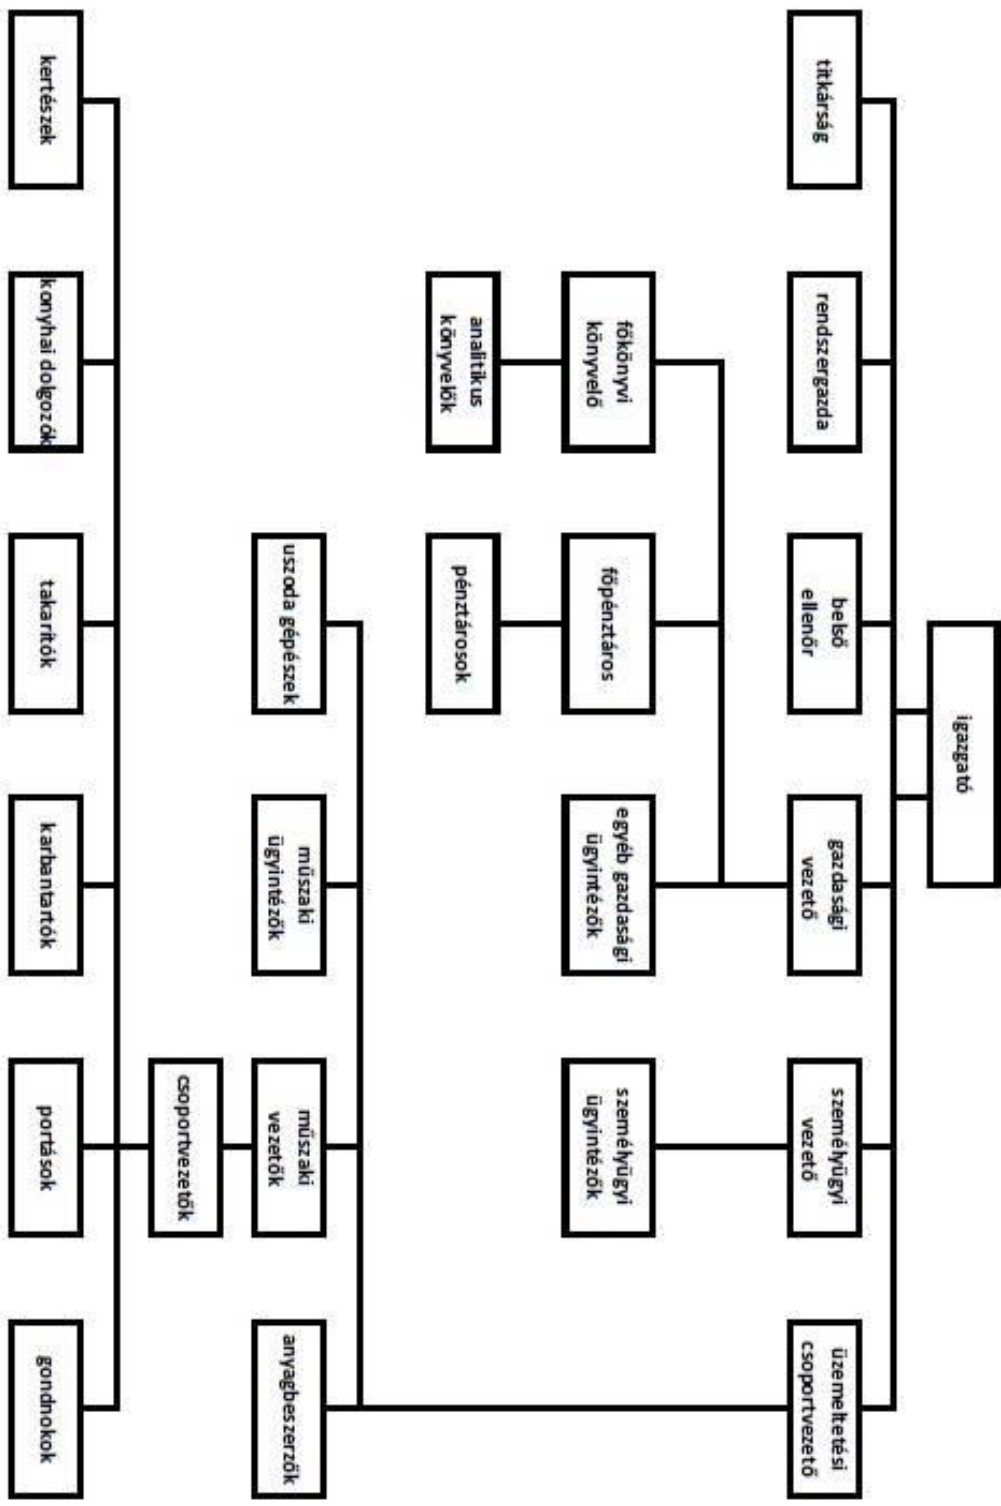 igazgató
titkárság
rendszergazda
belső
ellenőr
gazdasági
vezető
személyügyi
vezető
üzemeltetési
csoportvezető
főkönyvi
könyvelő
főpénztáros
egyéb gazdasági
ügyintézők
személyügyi
ügyintézők
analitikus
könyvelők
pénztárosok
uszoda gépészek
műszaki
ügyintézők
műszaki
vezetők
anyagbeszerzők
csoportvezetők
kertészek
konyhai dolgozók
takarítók
karbantartók
portások
gondnokok